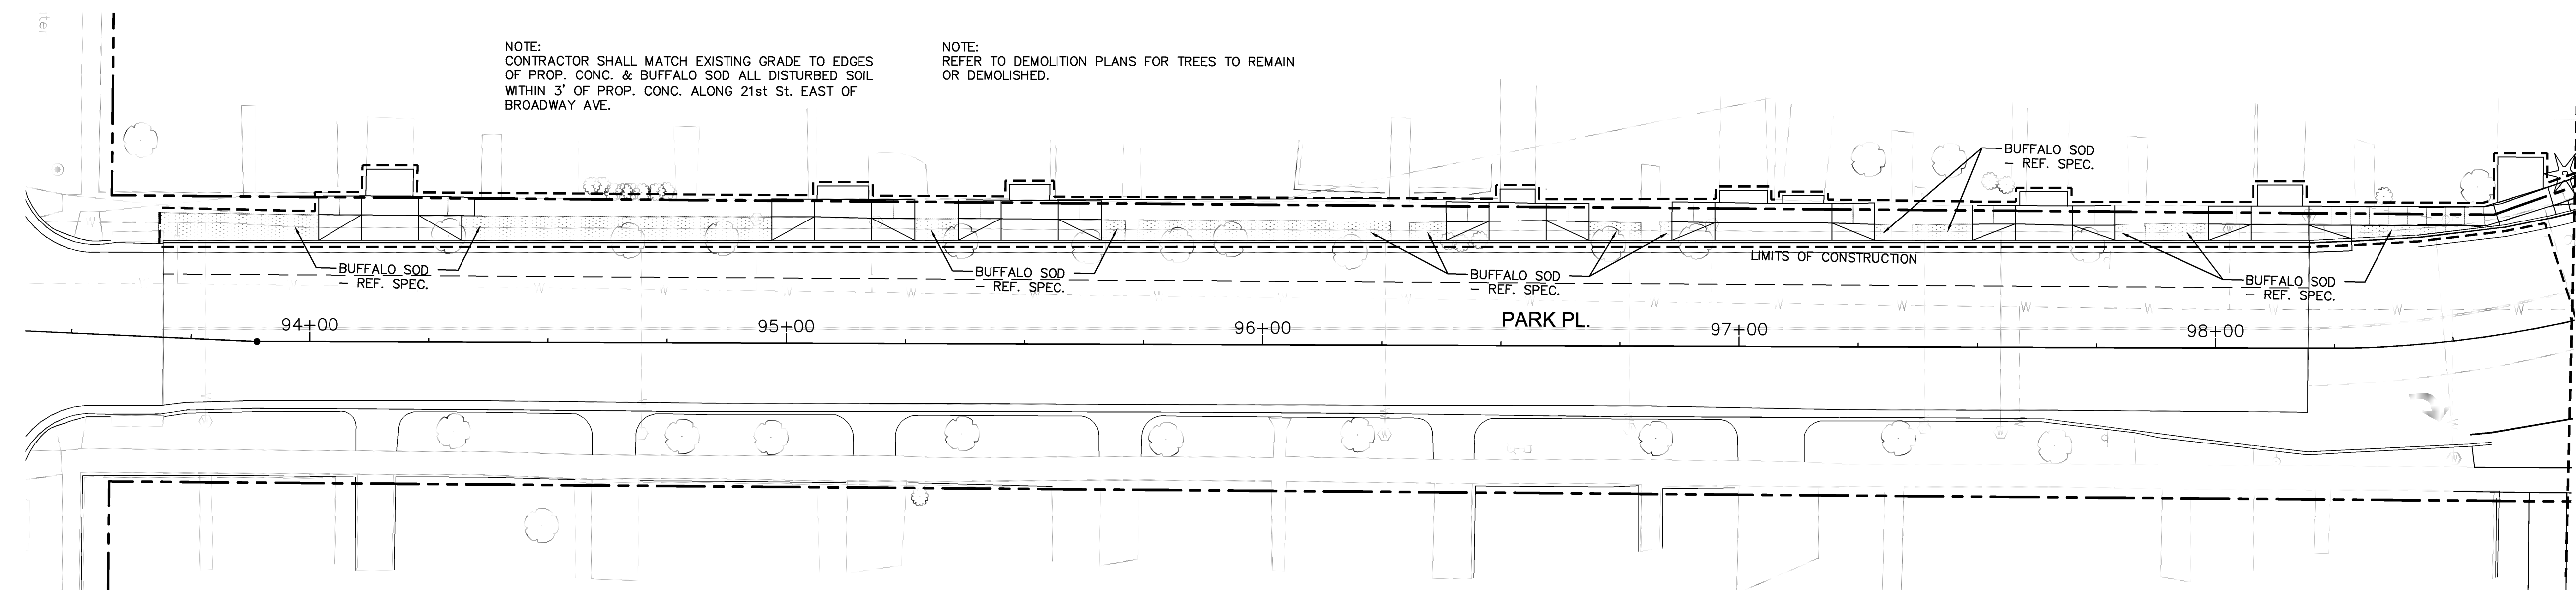 NOTE:
CONTRACTOR SHALL MATCH EXISTING GRADE TO EDGES
OF PROP. CONC. & BUFFALO SOD ALL DISTURBED SOIL
WITHIN 3' OF PROP. CONC. ALONG 21st St. EAST OF
BROADWAY AVE.
NOTE:
REFER TO DEMOLITION PLANS FOR TREES TO REMAIN
OR DEMOLISHED.
BUFFALO SOD
– REF. SPEC.
BUFFALO SOD
– REF. SPEC.
BUFFALO SOD
– REF. SPEC.
BUFFALO SOD
– REF. SPEC.
LIMITS OF CONSTRUCTION
BUFFALO SOD
– REF. SPEC.
W W W W W W W W W W W W W W W W W W W W
PARK PL.
94+00
95+00
96+00
97+00
98+00